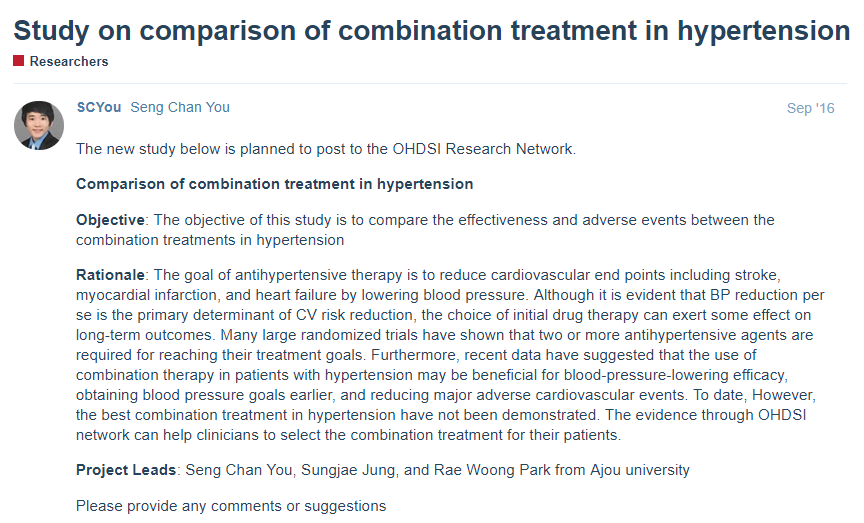 Study on comparison of combination treatment in hypertension
Researchers
SCYou Seng Chan You Sep '16
The new study below is planned to post to the OHDSI Research Network.
Comparison of combination treatment in hypertension
Objective: The objective of this study is to compare the effectiveness and adverse events between the
combination treatments in hypertension
Rationale: The goal of antihypertensive therapy is to reduce cardiovascular end points including stroke,
myocardial infarction, and heart failure by lowering blood pressure. Although it is evident that BP reduction per
se is the primary determinant of CV risk reduction, the choice of initial drug therapy can exert some effect on
long-term outcomes. Many large randomized trials have shown that two or more antihypertensive agents are
required for reaching their treatment goals. Furthermore, recent data have suggested that the use of
combination therapy in patients with hypertension may be beneficial for blood-pressure-lowering efficacy,
obtaining blood pressure goals earlier, and reducing major adverse cardiovascular events. To date, However,
the best combination treatment in hypertension have not been demonstrated. The evidence through OHDSI
network can help clinicians to select the combination treatment for their patients.
Project Leads: Seng Chan You, Sungjae Jung, and Rae Woong Park from Ajou university
Please provide any comments or suggestions